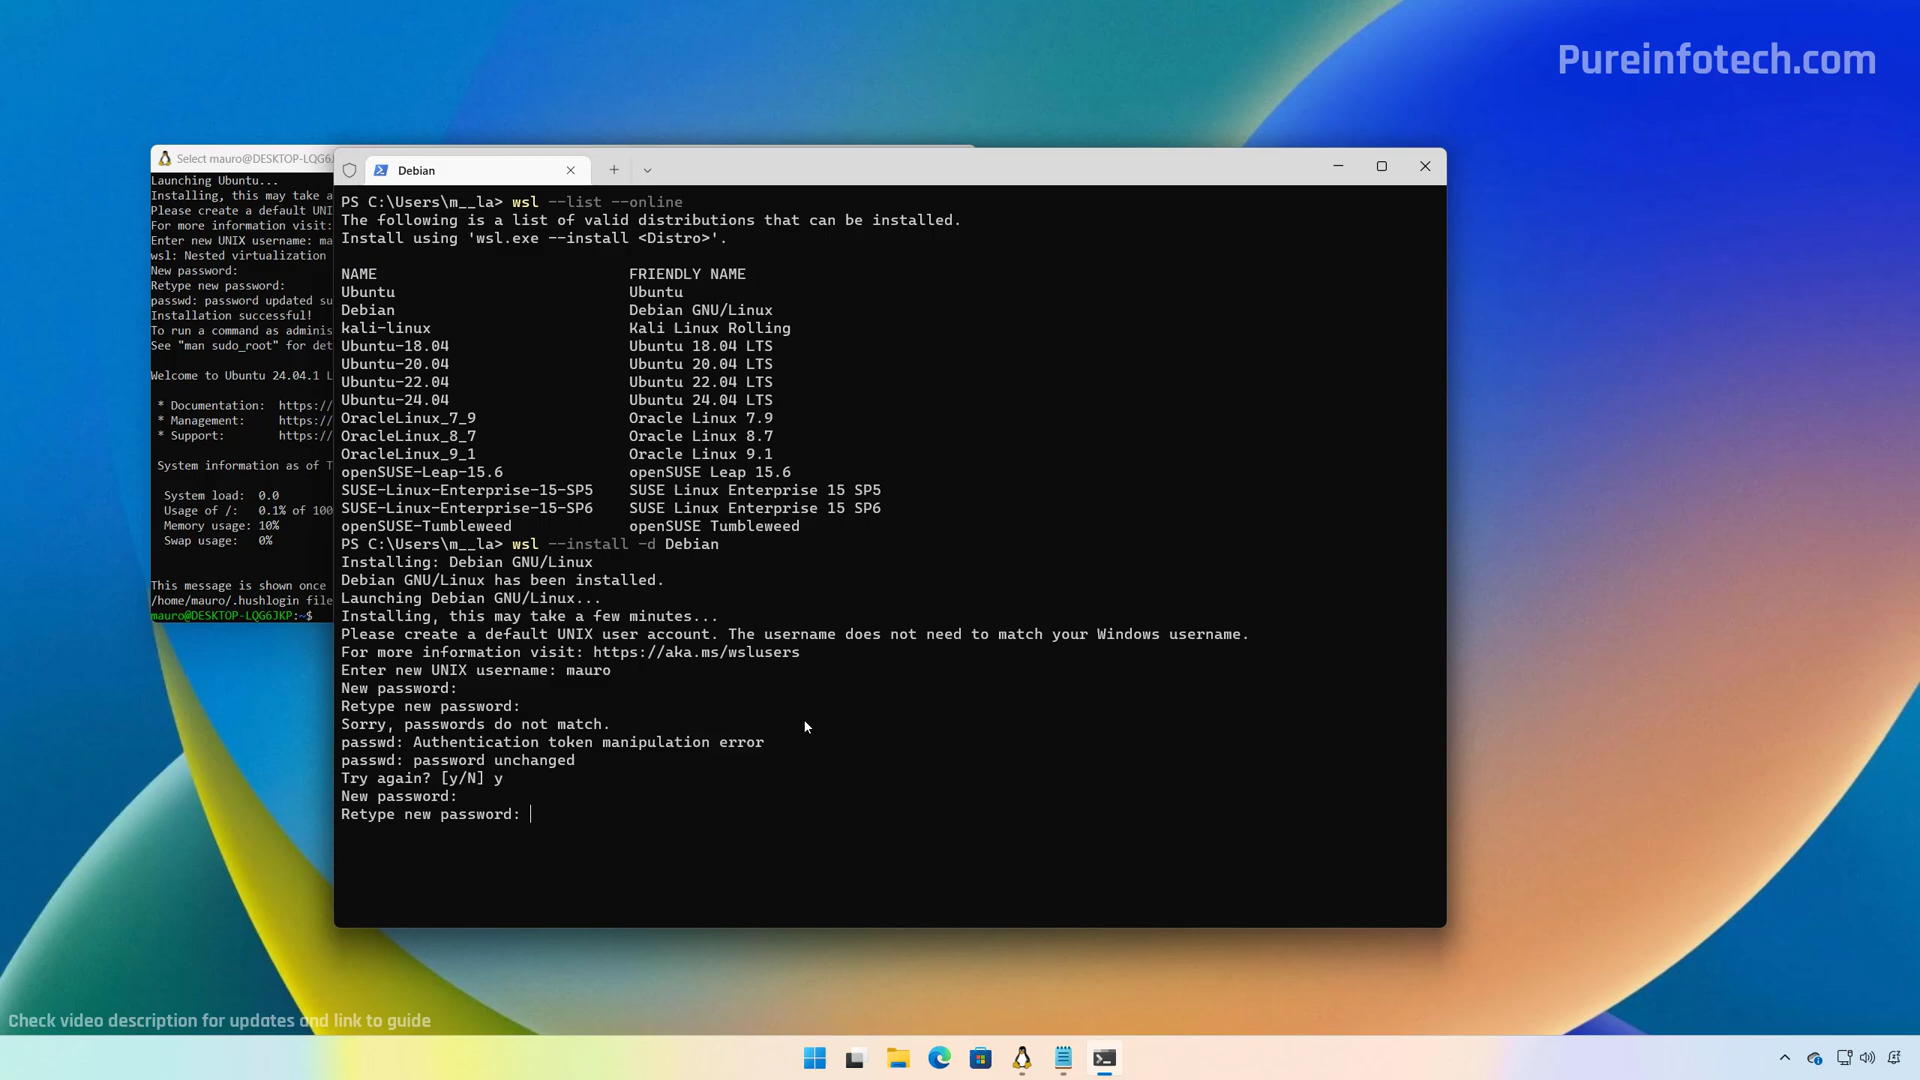 Pureinfotech.com
Select mauro@DESKTOP-LQG6J
Launching Ubuntu...
Installing, this may take a
Please create a default UNI
For more information visit:
Enter new UNIX username: ma
wsl: Nested virtualization
New password:
Retype new password:
passwd: password updated su
Installation successful!
To run a command as adminis
See "man sudo_root" for det
Welcome to Ubuntu 24.04.1 L
* Documentation: https://
* Management: https://
* Support: https://
System information as of T
System load: 0.0
Usage of /: 0.1% of 100
Memory usage: 10%
Swap usage: 0%
This message is shown once
/home/mauro/.hushlogin file
mauro@DESKTOP-LQG6JKP:~$
Debian
PS C:\Users\m__la> wsl --list --online
The following is a list of valid distributions that can be installed.
Install using 'wsl.exe --install <Distro>'.
NAME FRIENDLY NAME
Ubuntu Ubuntu
Debian Debian GNU/Linux
kali-linux Kali Linux Rolling
Ubuntu-18.04 Ubuntu 18.04 LTS
Ubuntu-20.04 Ubuntu 20.04 LTS
Ubuntu-22.04 Ubuntu 22.04 LTS
Ubuntu-24.04 Ubuntu 24.04 LTS
OracleLinux_7_9 Oracle Linux 7.9
OracleLinux_8_7 Oracle Linux 8.7
OracleLinux_9_1 Oracle Linux 9.1
openSUSE-Leap-15.6 openSUSE Leap 15.6
SUSE-Linux-Enterprise-15-SP5 SUSE Linux Enterprise 15 SP5
SUSE-Linux-Enterprise-15-SP6 SUSE Linux Enterprise 15 SP6
openSUSE-Tumbleweed openSUSE Tumbleweed
PS C:\Users\m__la> wsl --install -d Debian
Installing: Debian GNU/Linux
Debian GNU/Linux has been installed.
Launching Debian GNU/Linux...
Installing, this may take a few minutes...
Please create a default UNIX user account. The username does not need to match your Windows username.
For more information visit: https://aka.ms/wslusers
Enter new UNIX username: mauro
New password:
Retype new password:
Sorry, passwords do not match.
passwd: Authentication token manipulation error
passwd: password unchanged
Try again? [y/N] y
New password:
Retype new password:
Check video description for updates and link to guide